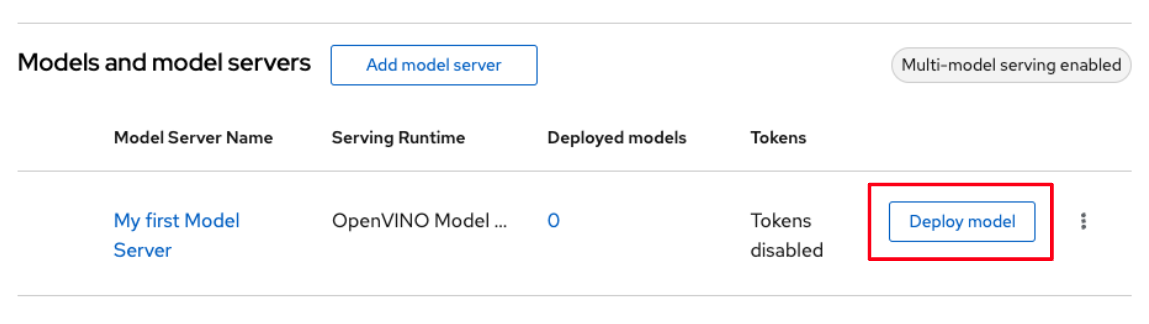 Models and model servers
Add model server
Multi-model serving enabled
Model Server Name
Serving Runtime
Deployed models
Tokens
My first Model
Server
OpenVINO Model ...
0
Tokens
disabled
Deploy model